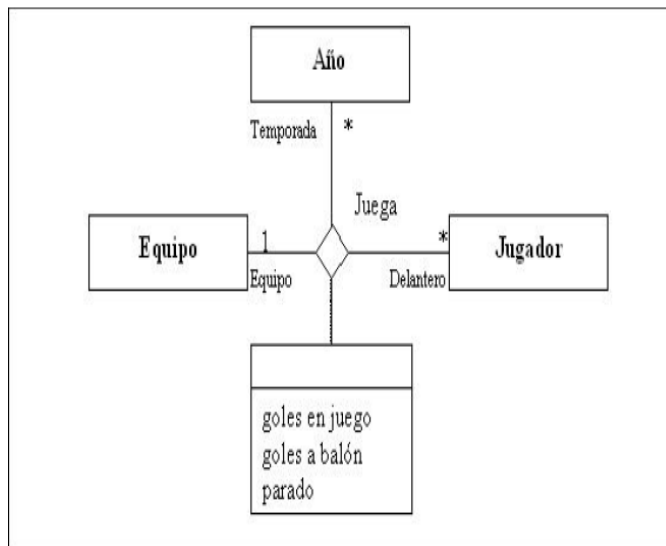 Año
Temporada *
Juega
Equipo 1 * Jugador
Equipo Delantero
goles en juego
goles a balón
parado